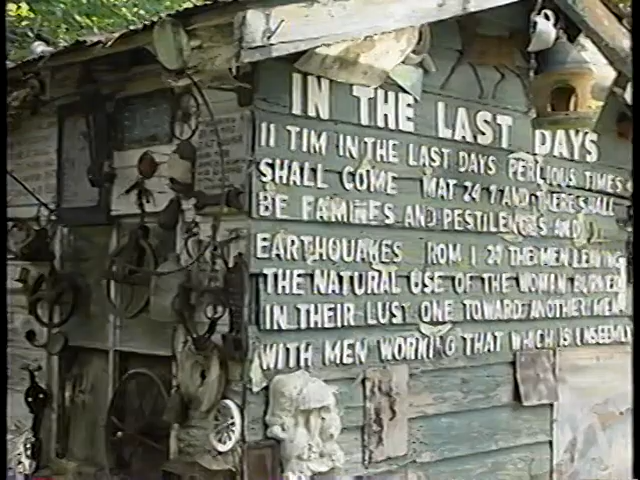 IN THE LAST DAYS
II TIM IN THE LAST DAYS PERLIOUS TIMES
SHALL COME MAT 24 7 AND THERE SHALL
BE FAMINES AND PESTILENCES AND
EARTHQUAKES ROM 1 27 THE MEN LEAVING
THE NATURAL USE OF THE WOMEN BURNED
IN THEIR LUST ONE TOWARD ANOTHER MEN
WITH MEN WORKING THAT WHICH IS UNSEEMLY